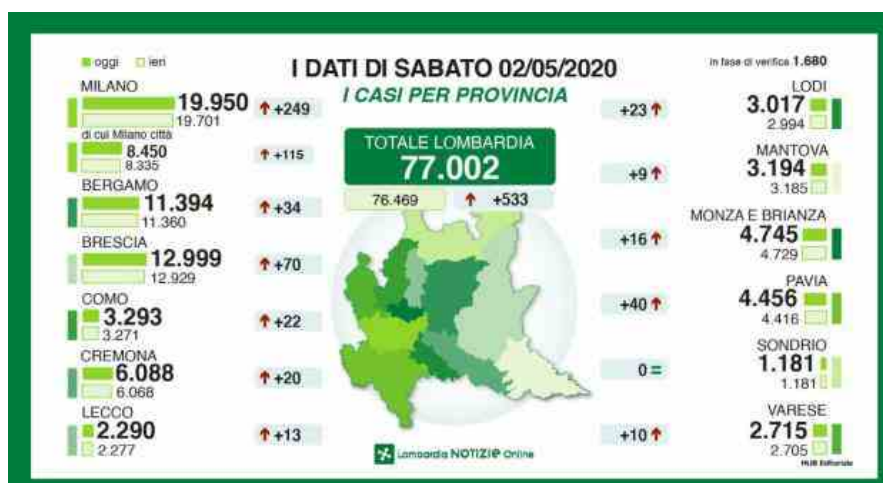 oggi ieri
I DATI DI SABATO 02/05/2020
I CASI PER PROVINCIA
in fase di verifica 1.680
TOTALE LOMBARDIA
77.002
76.469 +533
MILANO
19.950
19.701
+249
di cui Milano città
8.450
8.335
+115
BERGAMO
11.394
11.360
+34
BRESCIA
12.999
12.929
+70
COMO
3.293
3.271
+22
CREMONA
6.088
6.068
+20
LECCO
2.290
2.277
+13
LODI
+23
3.017
2.994
MANTOVA
+9
3.194
3.185
MONZA E BRIANZA
+16
4.745
4.729
PAVIA
+40
4.456
4.416
SONDRIO
0 =
1.181
1.181
VARESE
+10
2.715
2.705
Lombardia NOTIZIE Online
HUB Editoriale